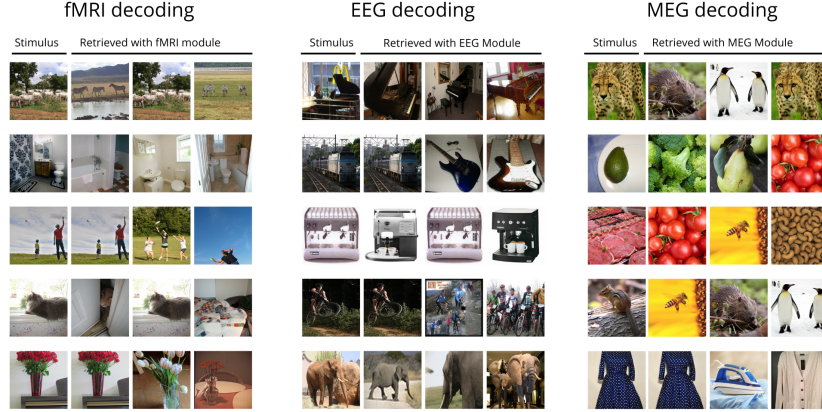 fMRI decoding
EEG decoding
MEG decoding
Stimulus
Retrieved with fMRI module
Stimulus
Retrieved with EEG Module
Stimulus
Retrieved with MEG Module